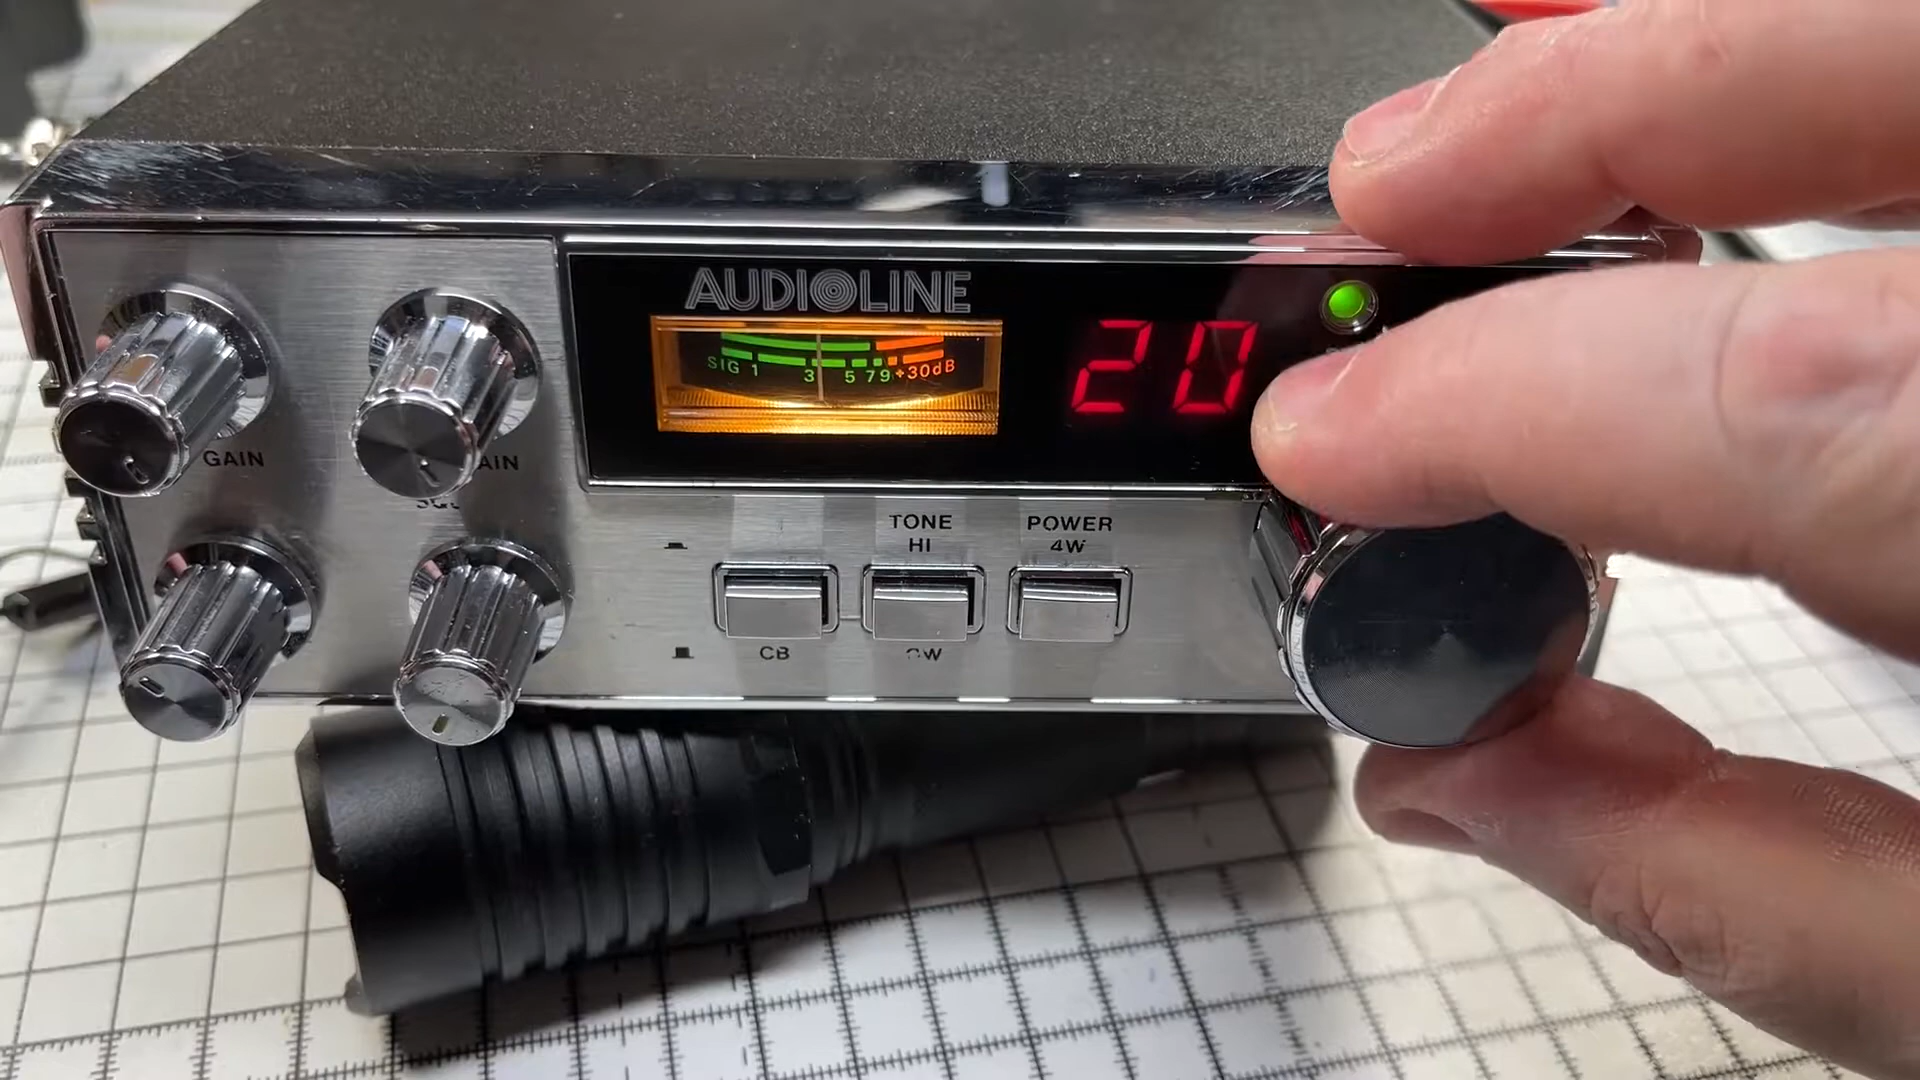 AUDIOLINE
SIG 1 3 5 7 9 +30dB
20
GAIN
TONE
HI
POWER
4W
CB